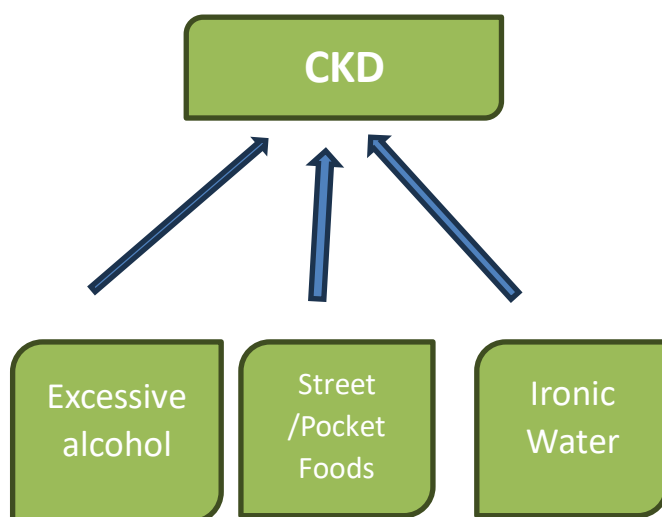 CKD
Excessive
alcohol
Street
/Pocket
Foods
Ironic
Water